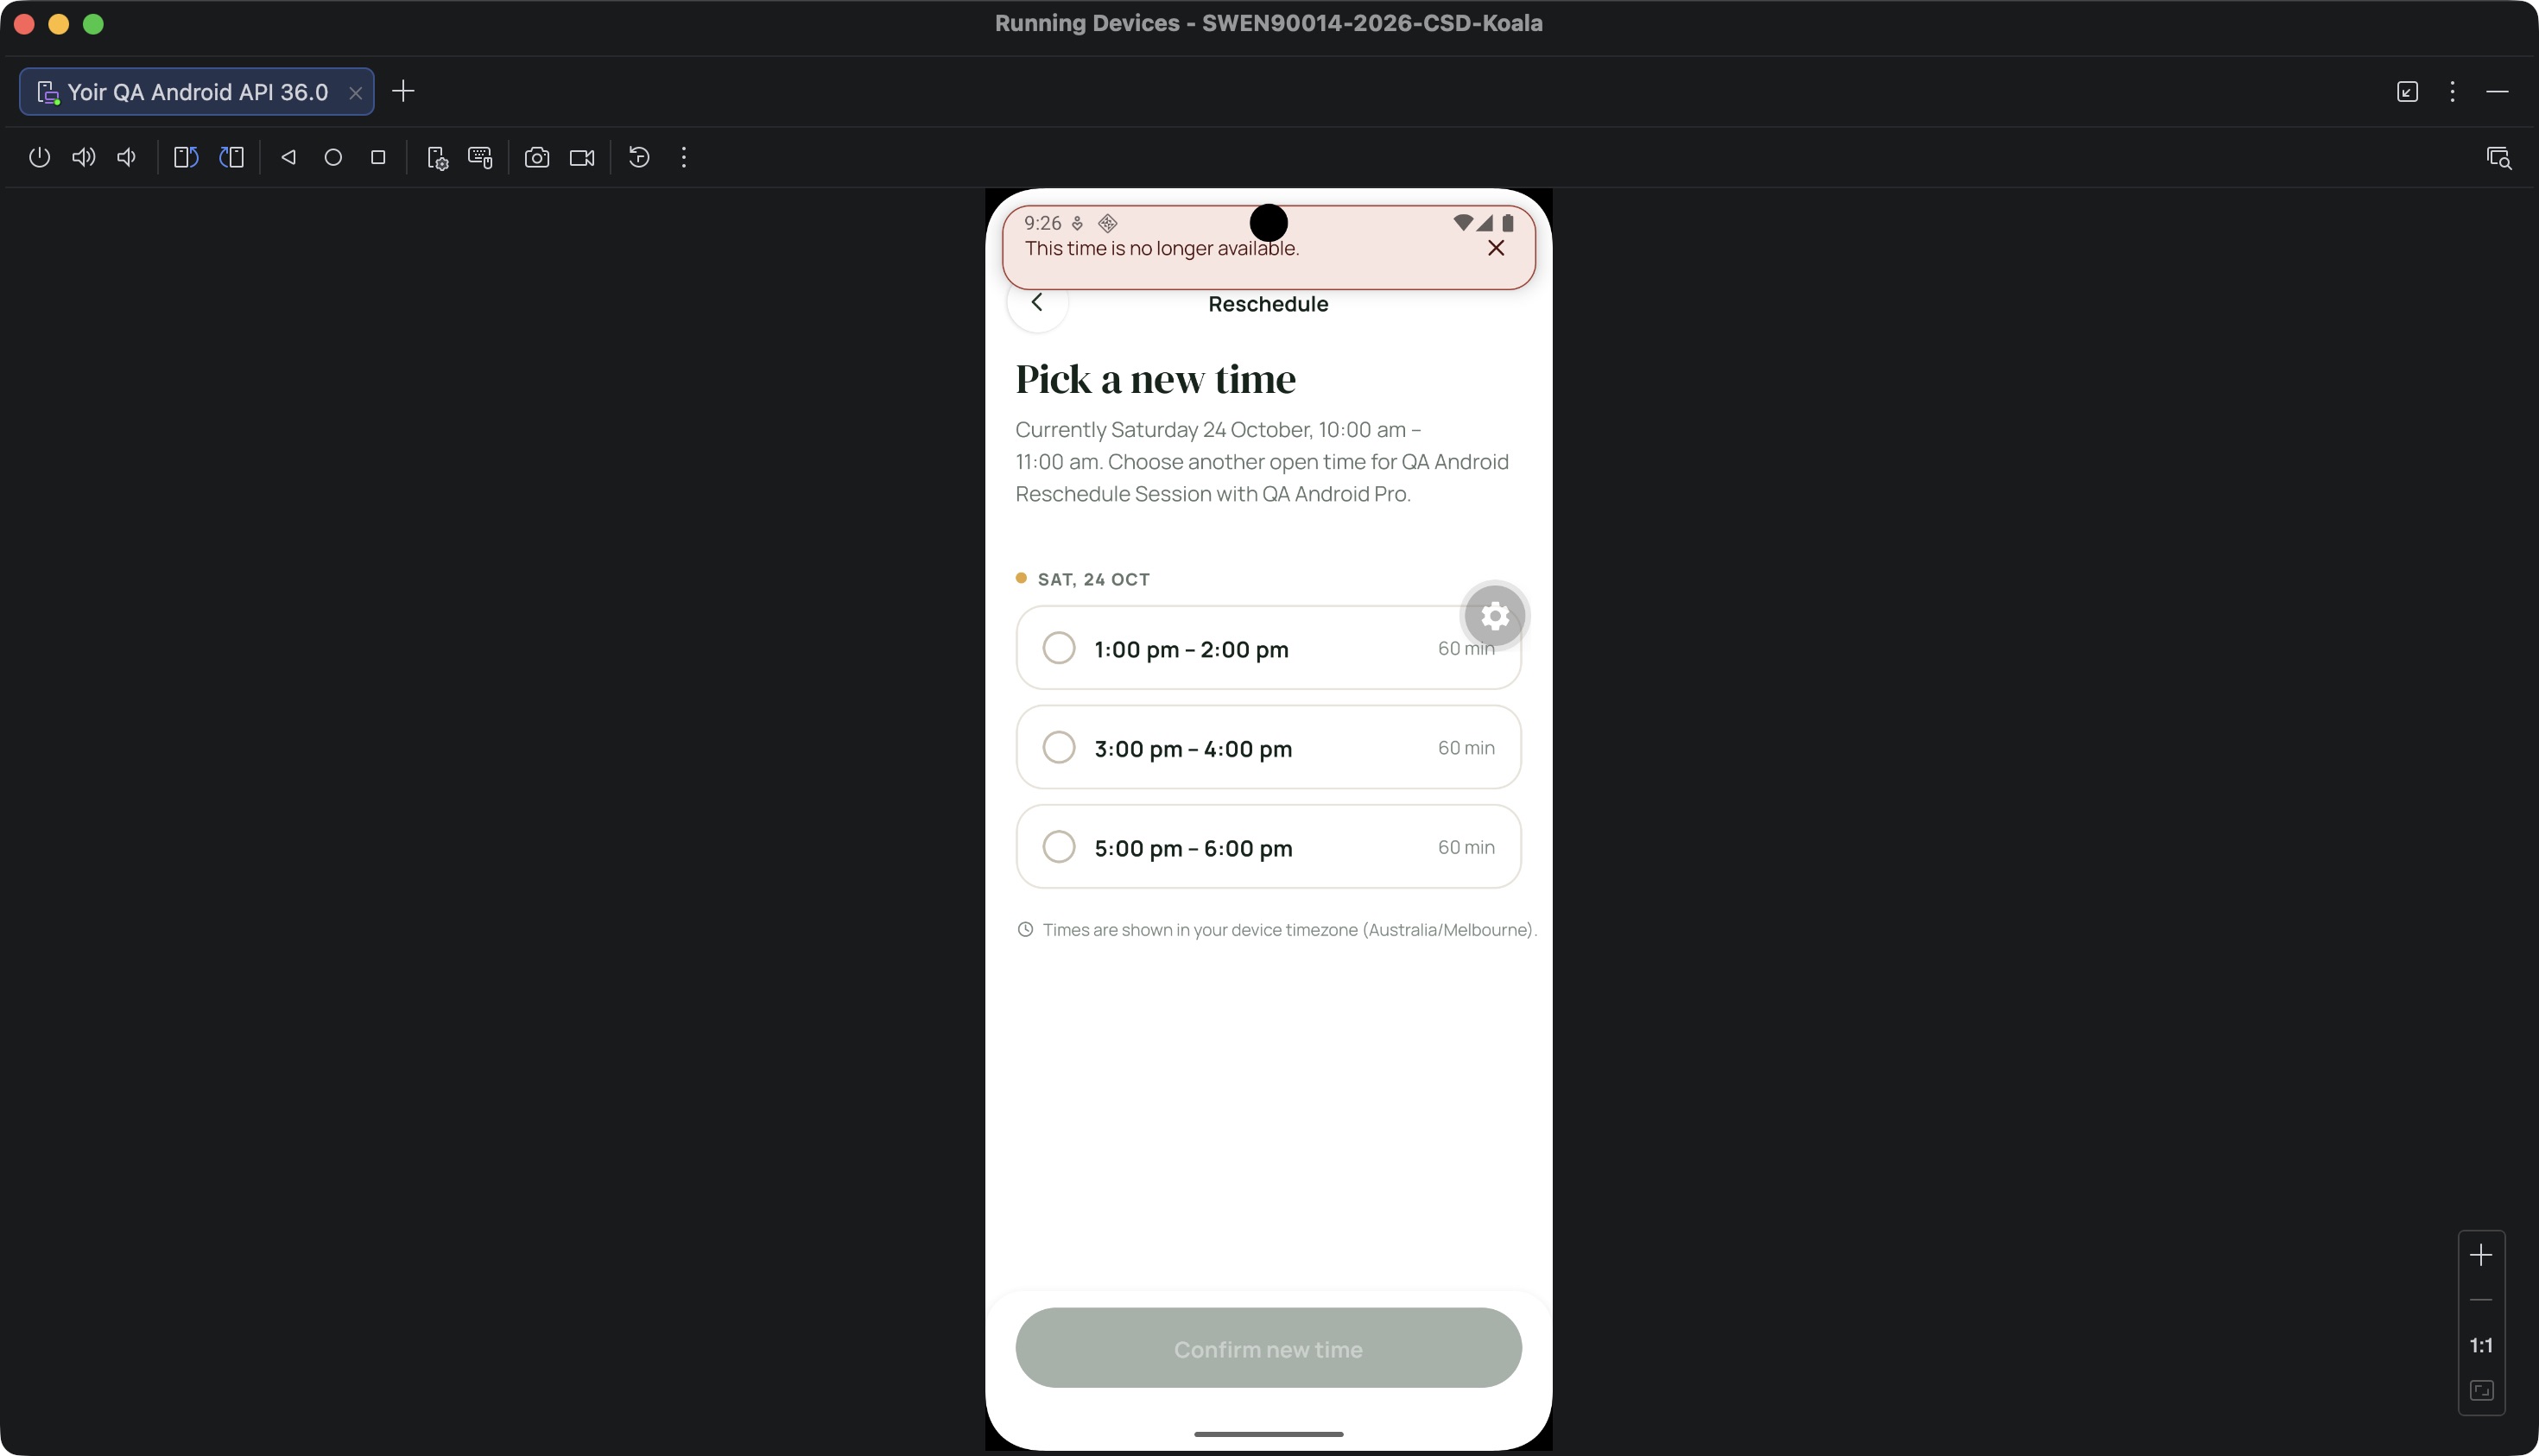 Running Devices - SWEN90014-2026-CSD-Koala
Yoir QA Android API 36.0
9:26
This time is no longer available.
Reschedule
Pick a new time
Currently Saturday 24 October, 10:00 am –
11:00 am. Choose another open time for QA Android
Reschedule Session with QA Android Pro.
SAT, 24 OCT
1:00 pm – 2:00 pm 60 min
3:00 pm – 4:00 pm 60 min
5:00 pm – 6:00 pm 60 min
Times are shown in your device timezone (Australia/Melbourne).
Confirm new time
1:1